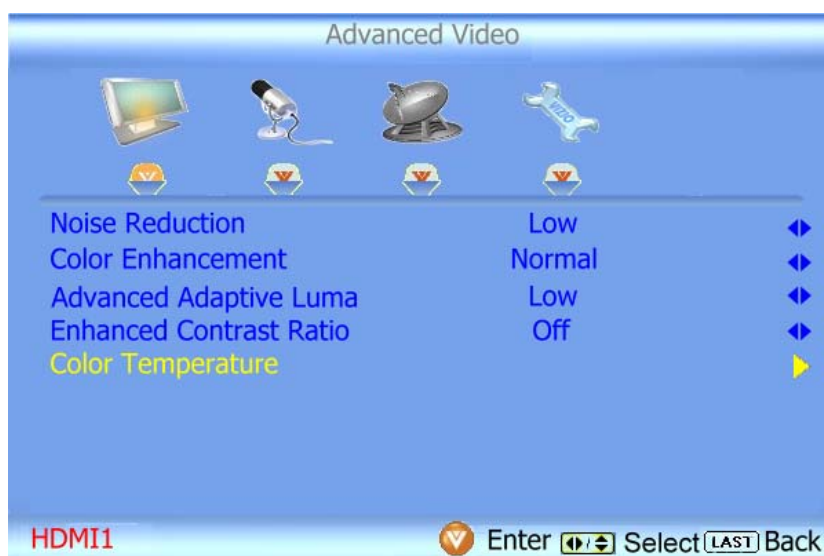 Advanced Video
VIZIO
Noise Reduction Low
Color Enhancement Normal
Advanced Adaptive Luma Low
Enhanced Contrast Ratio Off
Color Temperature
HDMI1 V Enter Select LAST Back